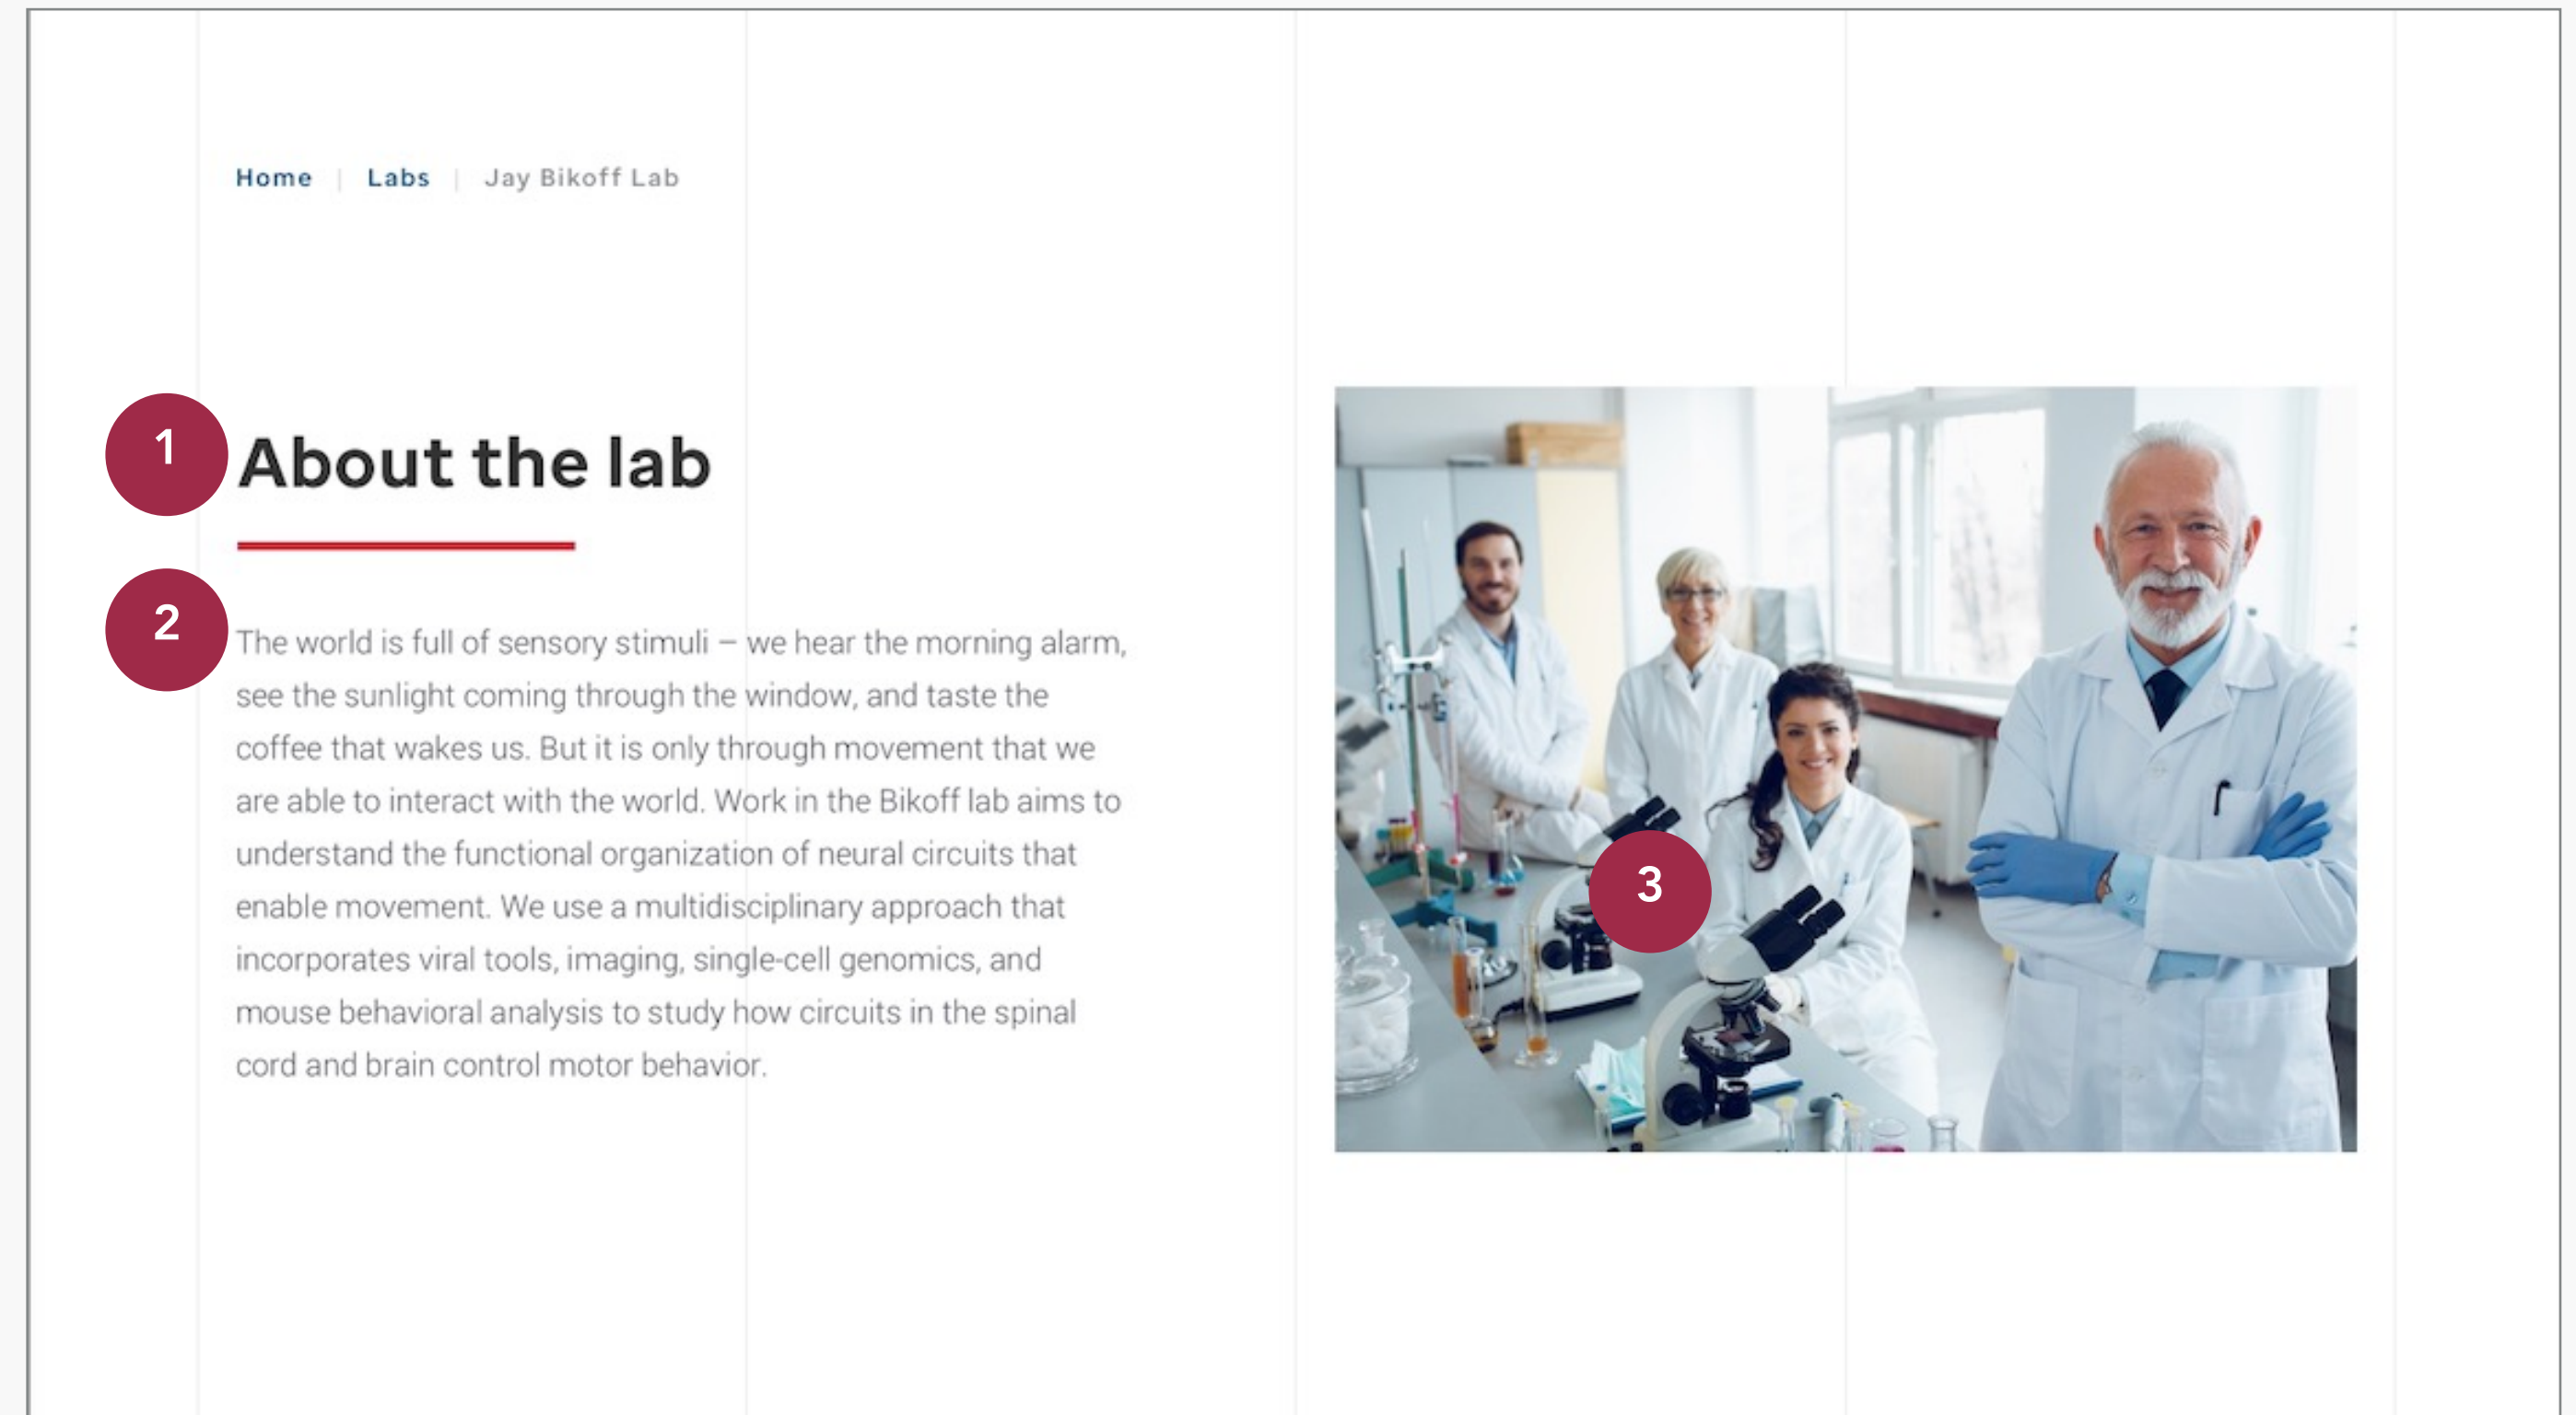 Home | Labs | Jay Bikoff Lab
1
About the lab
2
The world is full of sensory stimuli – we hear the morning alarm,
see the sunlight coming through the window, and taste the
coffee that wakes us. But it is only through movement that we
are able to interact with the world. Work in the Bikoff lab aims to
understand the functional organization of neural circuits that
enable movement. We use a multidisciplinary approach that
incorporates viral tools, imaging, single-cell genomics, and
mouse behavioral analysis to study how circuits in the spinal
cord and brain control motor behavior.
3